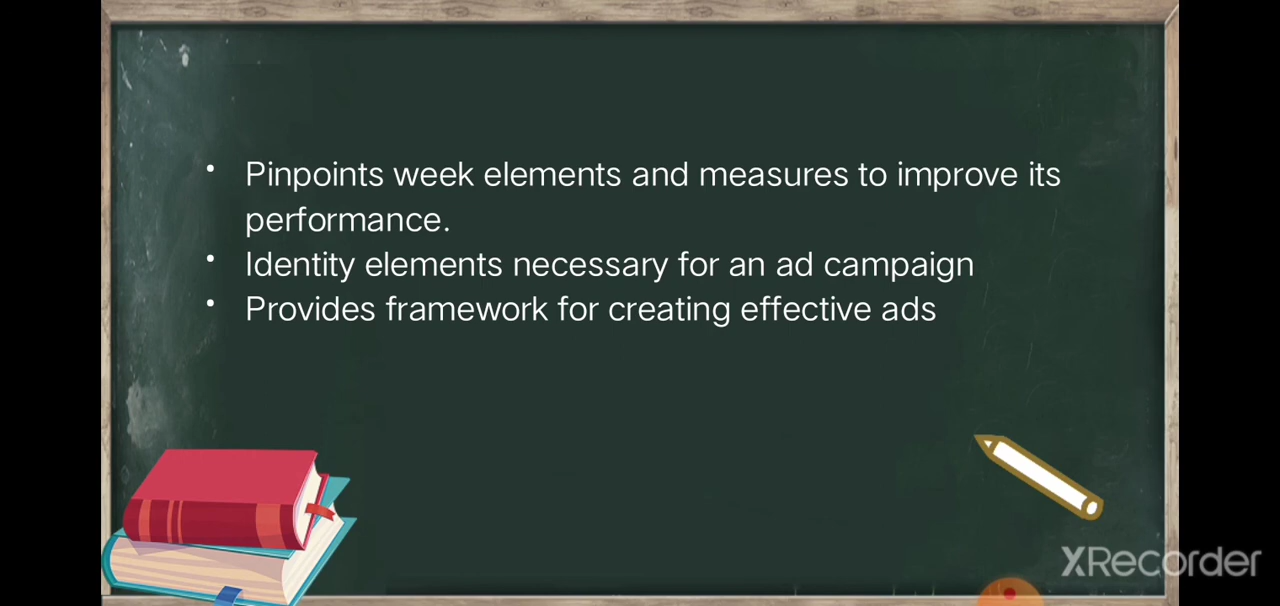 • Pinpoints week elements and measures to improve its
performance.
• Identity elements necessary for an ad campaign
• Provides framework for creating effective ads
XRecorder